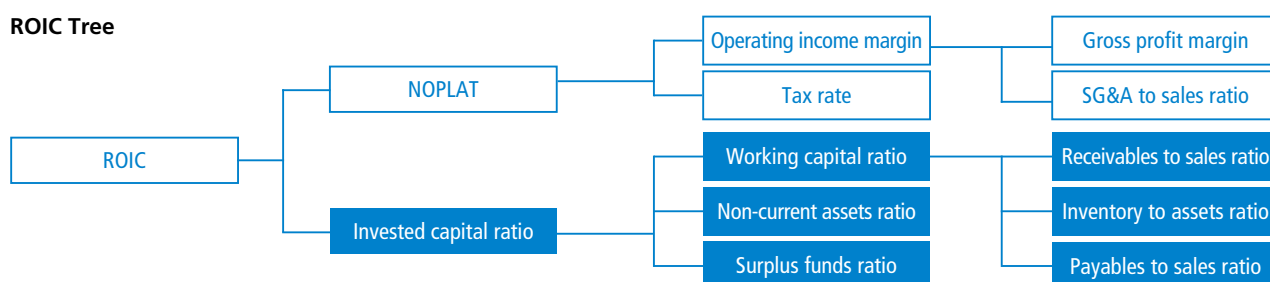 ROIC Tree
Operating income margin
Gross profit margin
NOPLAT
Tax rate
SG&A to sales ratio
ROIC
Working capital ratio
Receivables to sales ratio
Non-current assets ratio
Inventory to assets ratio
Invested capital ratio
Surplus funds ratio
Payables to sales ratio